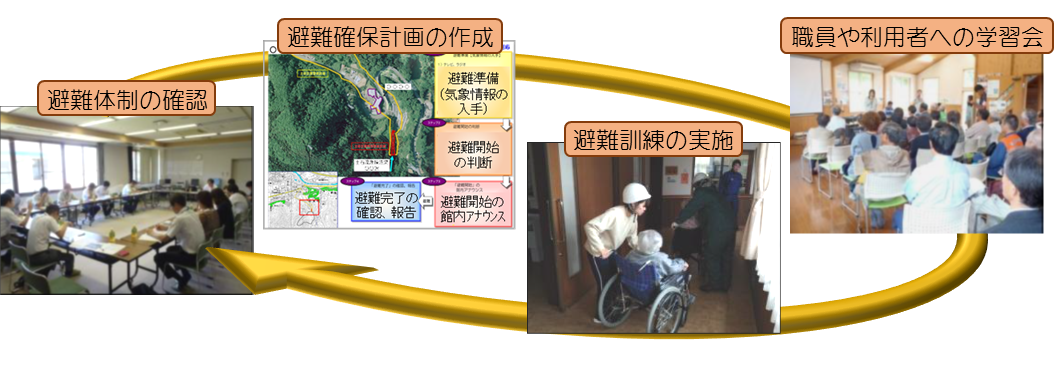 避難確保計画の作成
職員や利用者への学習会
避難体制の確認
避難訓練の実施
避難準備
(気象情報の
入手)
避難開始
の判断
避難開始の
館内アナウンス
避難完了の
確認、報告